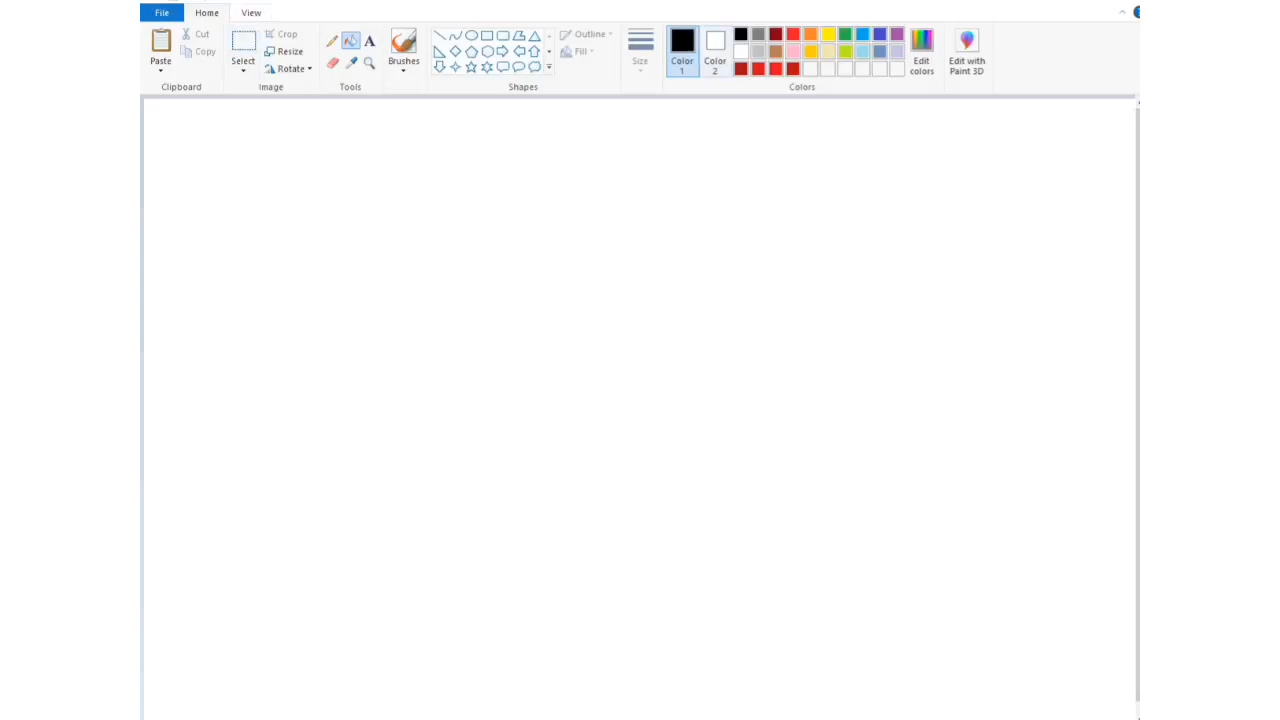 File Home View
Paste
Cut
Copy
Clipboard
Select
Crop
Resize
Rotate
Image
A
Tools
Brushes
Outline
Fill
Shapes
Size
Color
1
Color
2
Edit
colors
Colors
Edit with
Paint 3D